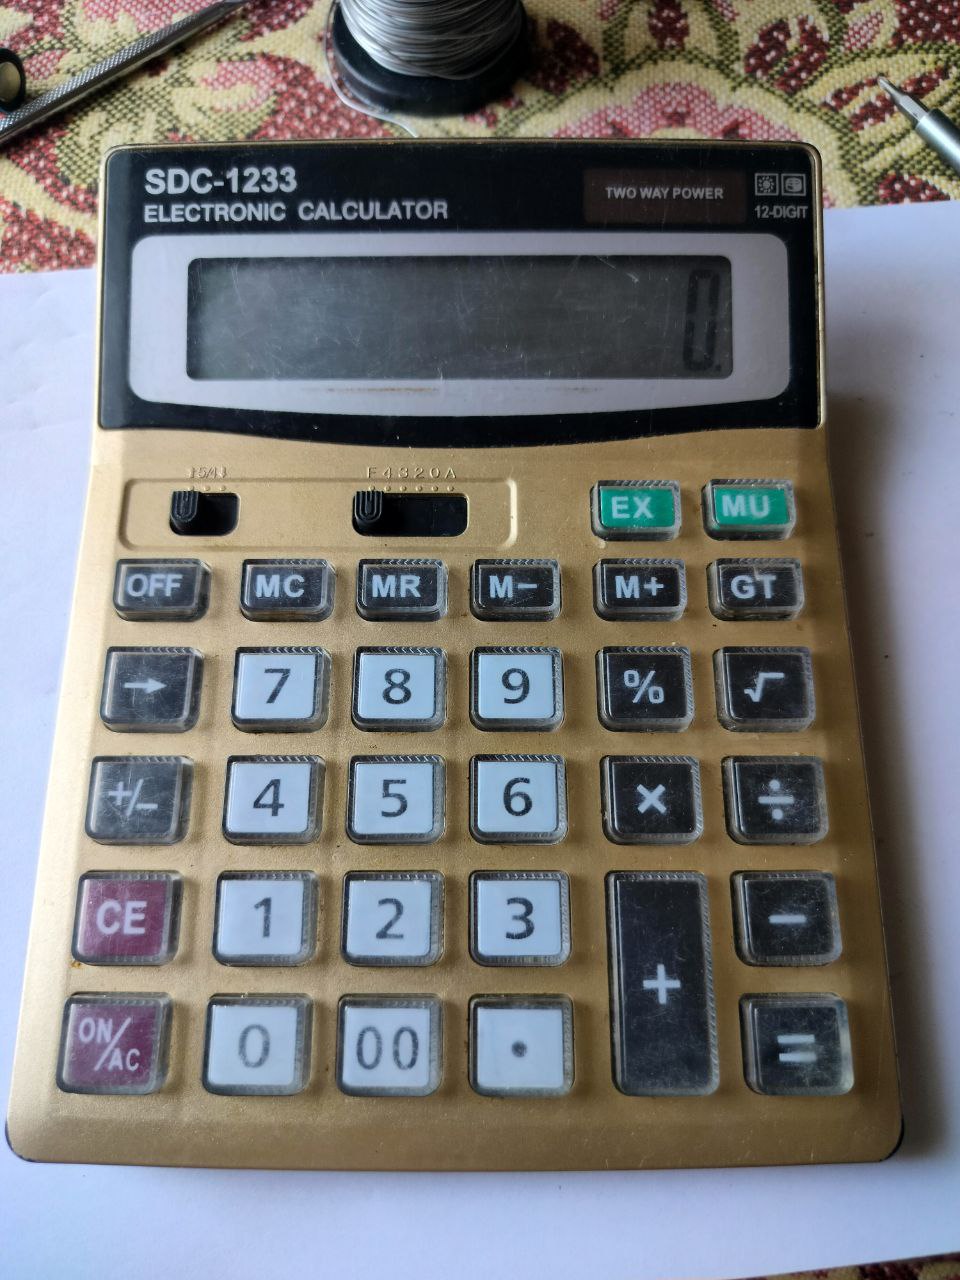 SDC-1233
ELECTRONIC CALCULATOR
TWO WAY POWER
12-DIGIT
0.
5/4
F 4 3 2 0 A
EX MU
OFF MC MR M- M+ GT
→ 7 8 9 % √
+/- 4 5 6 × ÷
CE 1 2 3 + -
ON/AC 0 00 . =